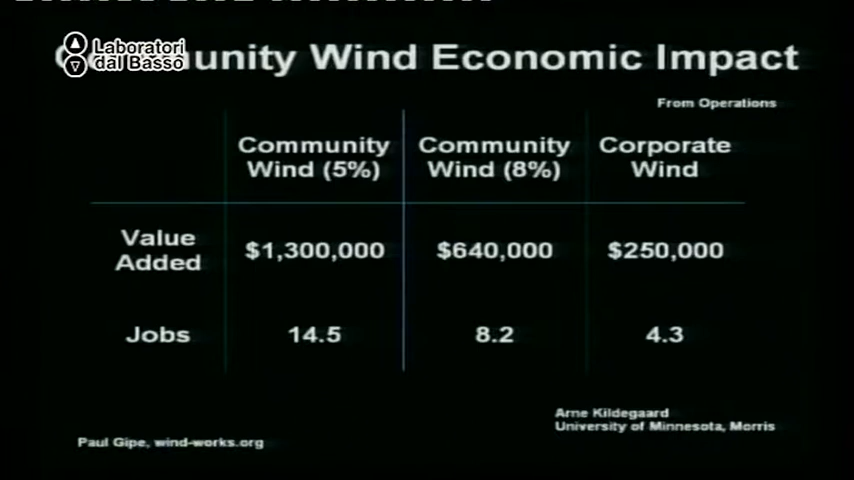 Laboratori
dal Basso
Community Wind Economic Impact
From Operations
Community Wind (5%)
Community Wind (8%)
Corporate Wind
Value Added
$1,300,000
$640,000
$250,000
Jobs
14.5
8.2
4.3
Arne Kildegaard
University of Minnesota, Morris
Paul Gipe, wind-works.org